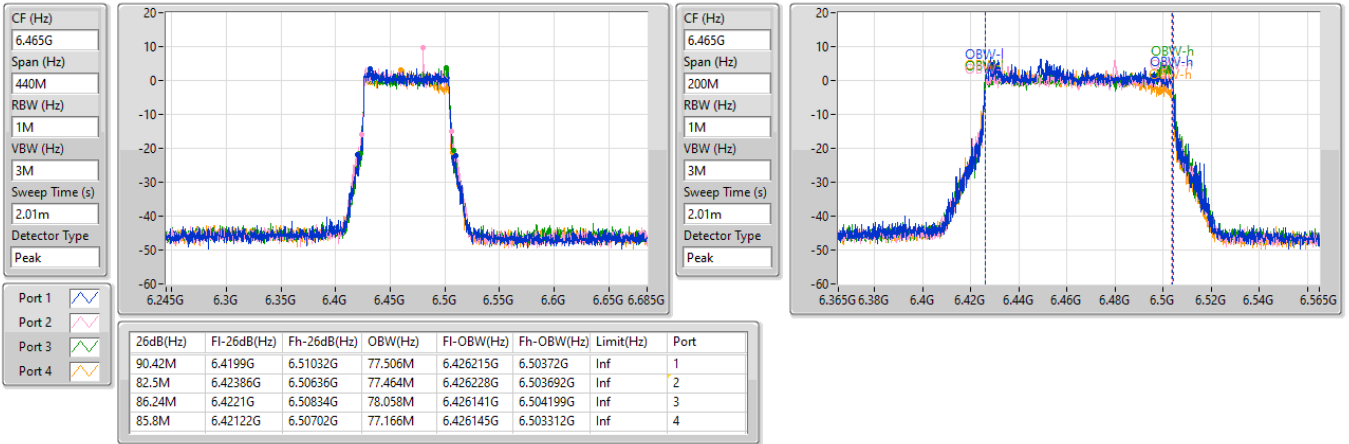 CF (Hz)
6.465G
Span (Hz)
440M
RBW (Hz)
1M
VBW (Hz)
3M
Sweep Time (s)
2.01m
Detector Type
Peak
Port 1
Port 2
Port 3
Port 4
20
10
0
-10
-20
-30
-40
-50
-60
6.245G 6.3G 6.35G 6.4G 6.45G 6.5G 6.55G 6.6G 6.65G 6.685G
CF (Hz)
6.465G
Span (Hz)
200M
RBW (Hz)
1M
VBW (Hz)
3M
Sweep Time (s)
2.01m
Detector Type
Peak
20
10
0
-10
-20
-30
-40
-50
-60
OBW-l
OBW-h
OBW-h
OBW-h
6.365G 6.38G 6.4G 6.42G 6.44G 6.46G 6.48G 6.5G 6.52G 6.54G 6.565G
26dB(Hz) Fl-26dB(Hz) Fh-26dB(Hz) OBW(Hz) Fl-OBW(Hz) Fh-OBW(Hz) Limit(Hz) Port
90.42M 6.4199G 6.51032G 77.506M 6.426215G 6.50372G Inf 1
82.5M 6.42386G 6.50636G 77.464M 6.426228G 6.503692G Inf 2
86.24M 6.4221G 6.50834G 78.058M 6.426141G 6.504199G Inf 3
85.8M 6.42122G 6.50702G 77.166M 6.426145G 6.503312G Inf 4